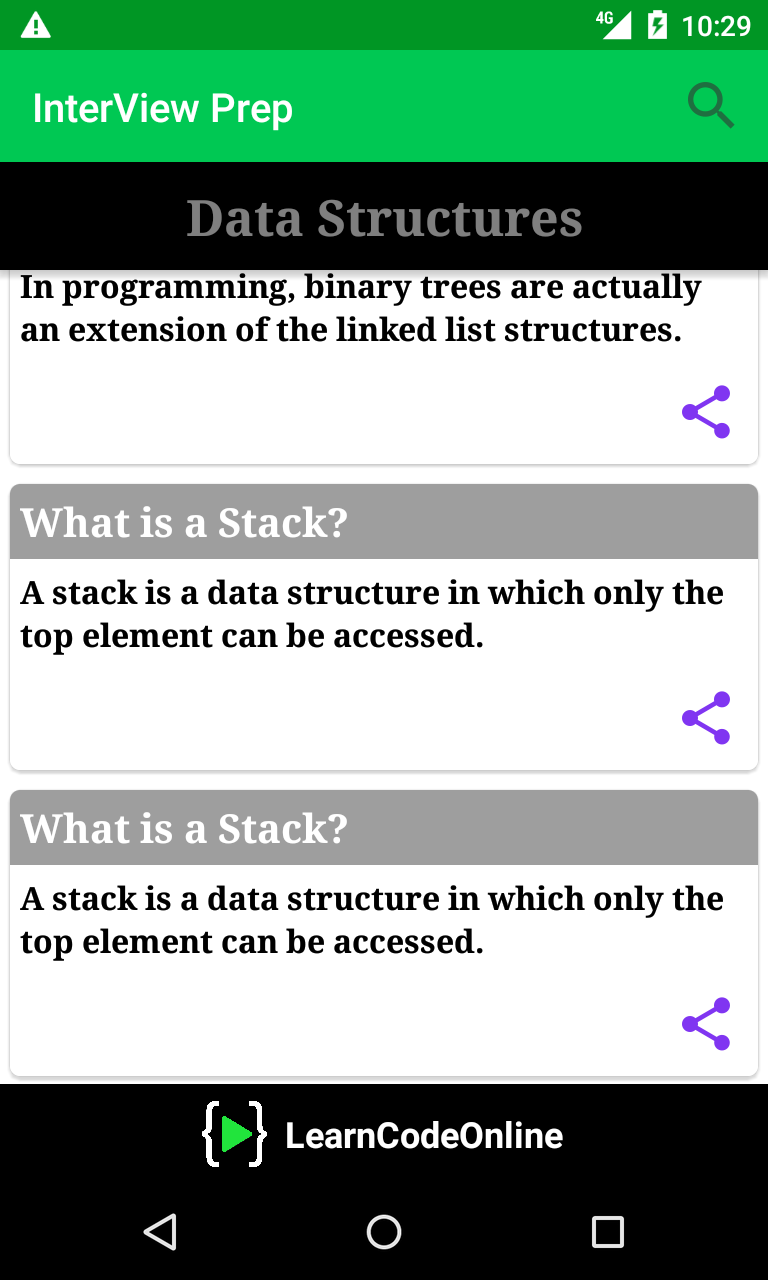 4G 10:29
InterView Prep
Data Structures
In programming, binary trees are actually
an extension of the linked list structures.
What is a Stack?
A stack is a data structure in which only the
top element can be accessed.
What is a Stack?
A stack is a data structure in which only the
top element can be accessed.
LearnCodeOnline